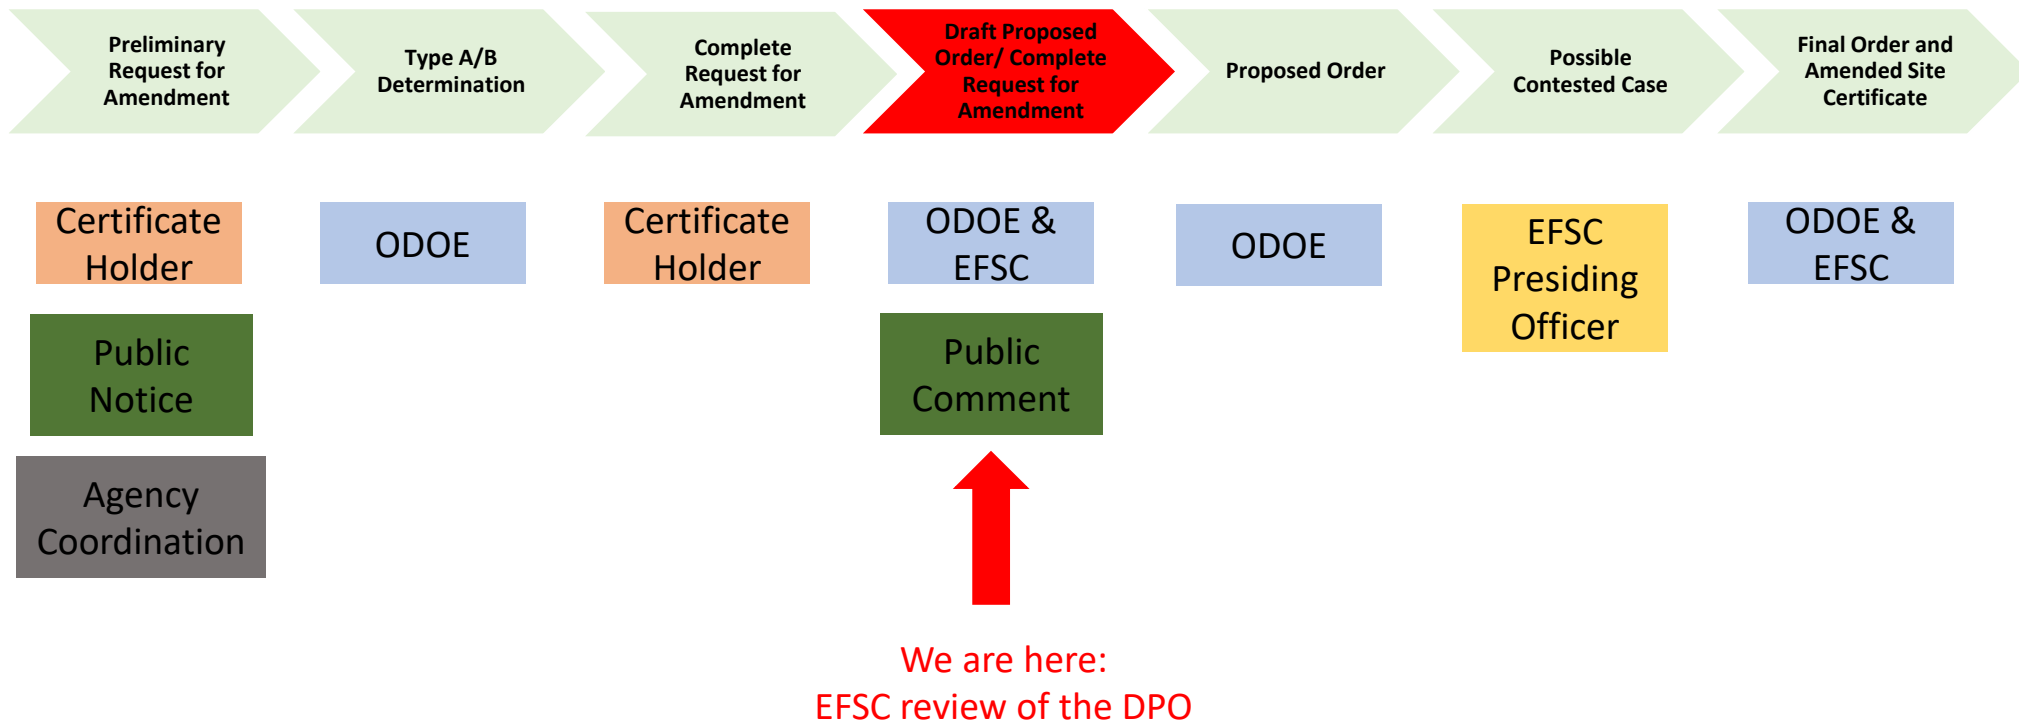 Preliminary
Request for
Amendment
Type A/B
Determination
Complete
Request for
Amendment
Draft Proposed
Order/ Complete
Request for
Amendment
Proposed Order
Possible
Contested Case
Final Order and
Amended Site
Certificate
Certificate
Holder
ODOE
Certificate
Holder
ODOE &
EFSC
ODOE
EFSC
Presiding
Officer
ODOE &
EFSC
Public
Notice
Public
Comment
Agency
Coordination
We are here:
EFSC review of the DPO